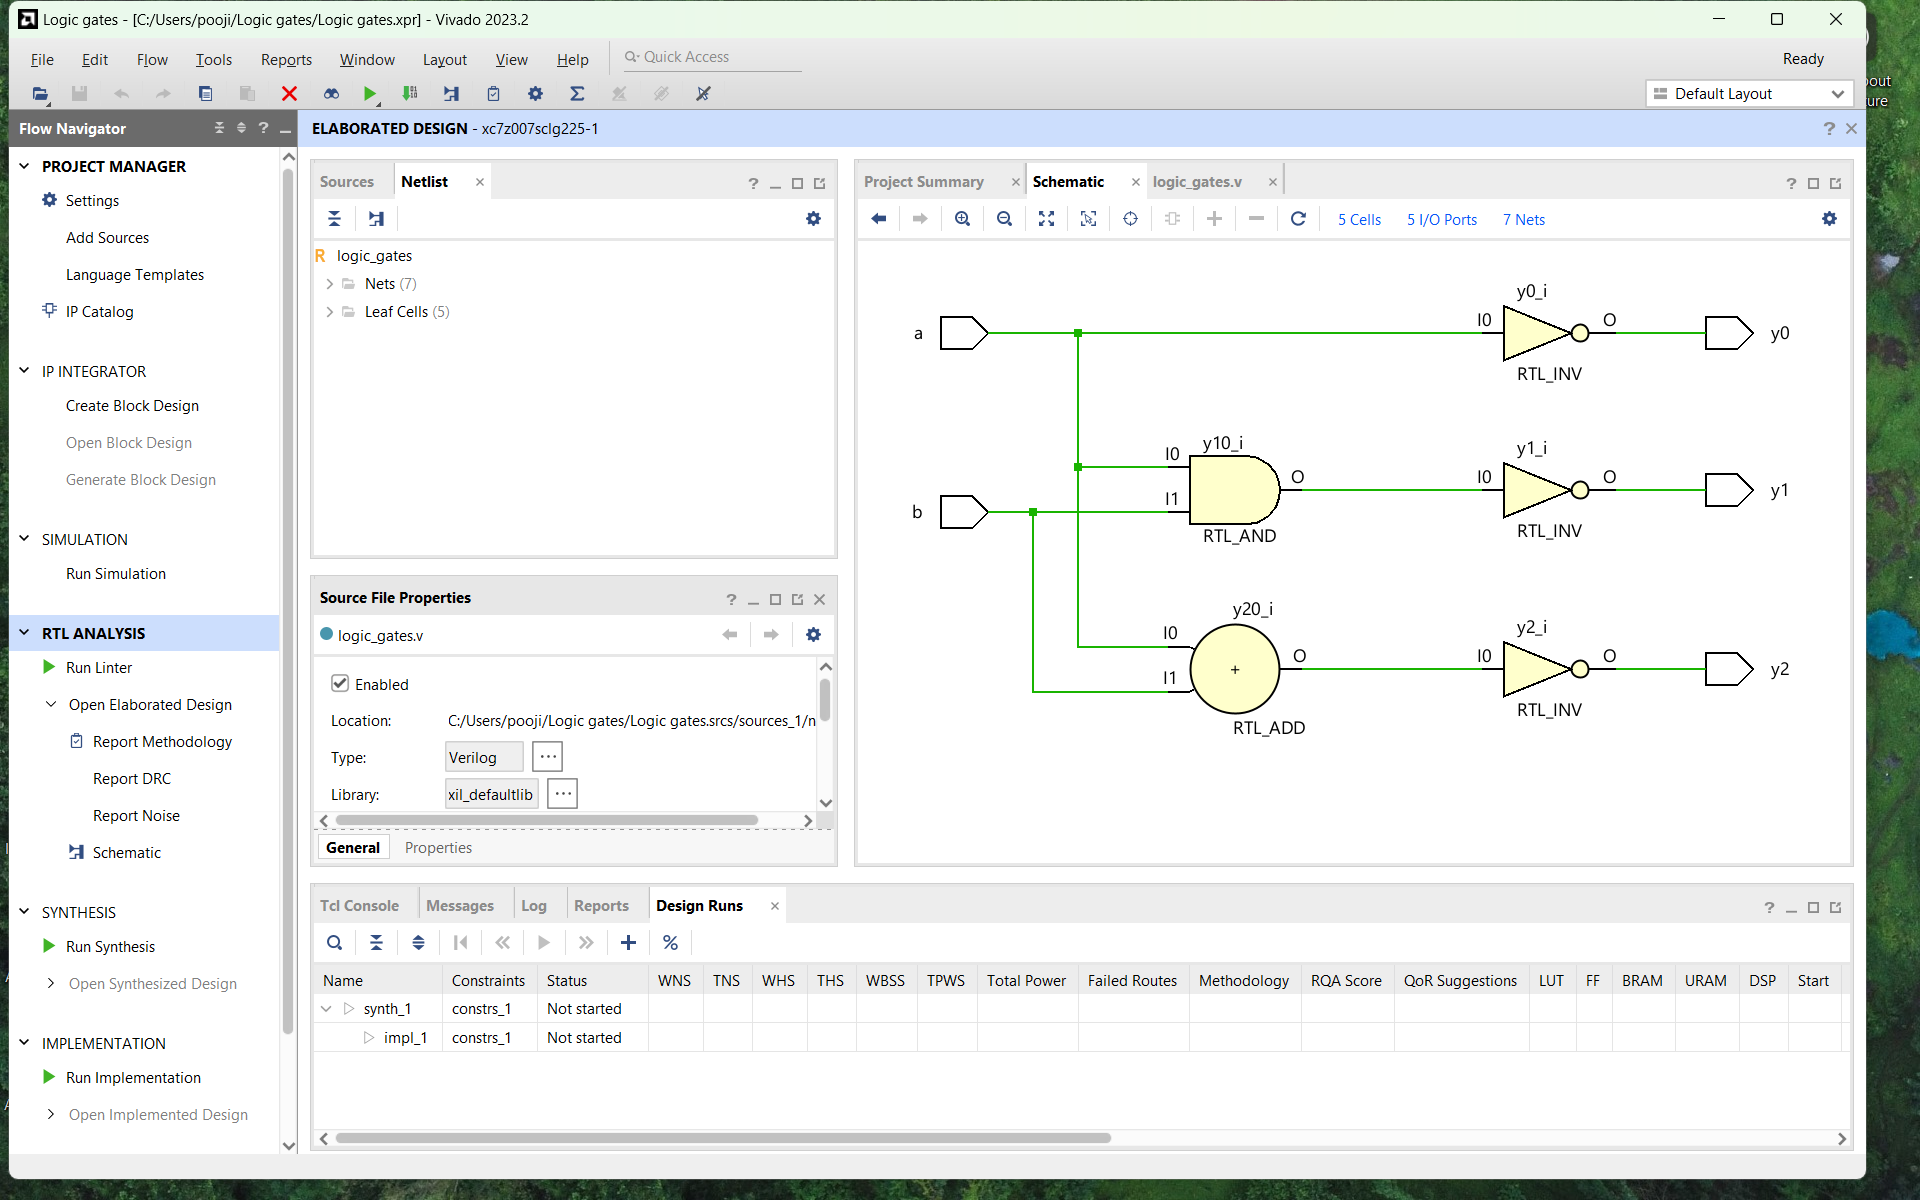 Logic gates - [C:/Users/pooji/Logic gates/Logic gates.xpr] - Vivado 2023.2
File Edit Flow Tools Reports Window Layout View Help Quick Access Ready
Default Layout
Flow Navigator
ELABORATED DESIGN - xc7z007sclg225-1
PROJECT MANAGER
Settings
Add Sources
Language Templates
IP Catalog
IP INTEGRATOR
Create Block Design
Open Block Design
Generate Block Design
SIMULATION
Run Simulation
RTL ANALYSIS
Run Linter
Open Elaborated Design
Report Methodology
Report DRC
Report Noise
Schematic
SYNTHESIS
Run Synthesis
Open Synthesized Design
IMPLEMENTATION
Run Implementation
Open Implemented Design
Sources Netlist
R logic_gates
Nets (7)
Leaf Cells (5)
Source File Properties
logic_gates.v
Enabled
Location: C:/Users/pooji/Logic gates/Logic gates.srcs/sources_1/n
Type: Verilog ...
Library: xil_defaultlib ...
General Properties
Project Summary Schematic logic_gates.v
5 Cells 5 I/O Ports 7 Nets
y0_i
a I0 O y0
RTL_INV
y10_i y1_i
I0 O I0 O y1
b I1
RTL_AND RTL_INV
y20_i y2_i
I0 O I0 O y2
I1 +
RTL_ADD RTL_INV
Tcl Console Messages Log Reports Design Runs
Name Constraints Status WNS TNS WHS THS WBSS TPWS Total Power Failed Routes Methodology RQA Score QoR Suggestions LUT FF BRAM URAM DSP Start
synth_1 constrs_1 Not started
impl_1 constrs_1 Not started